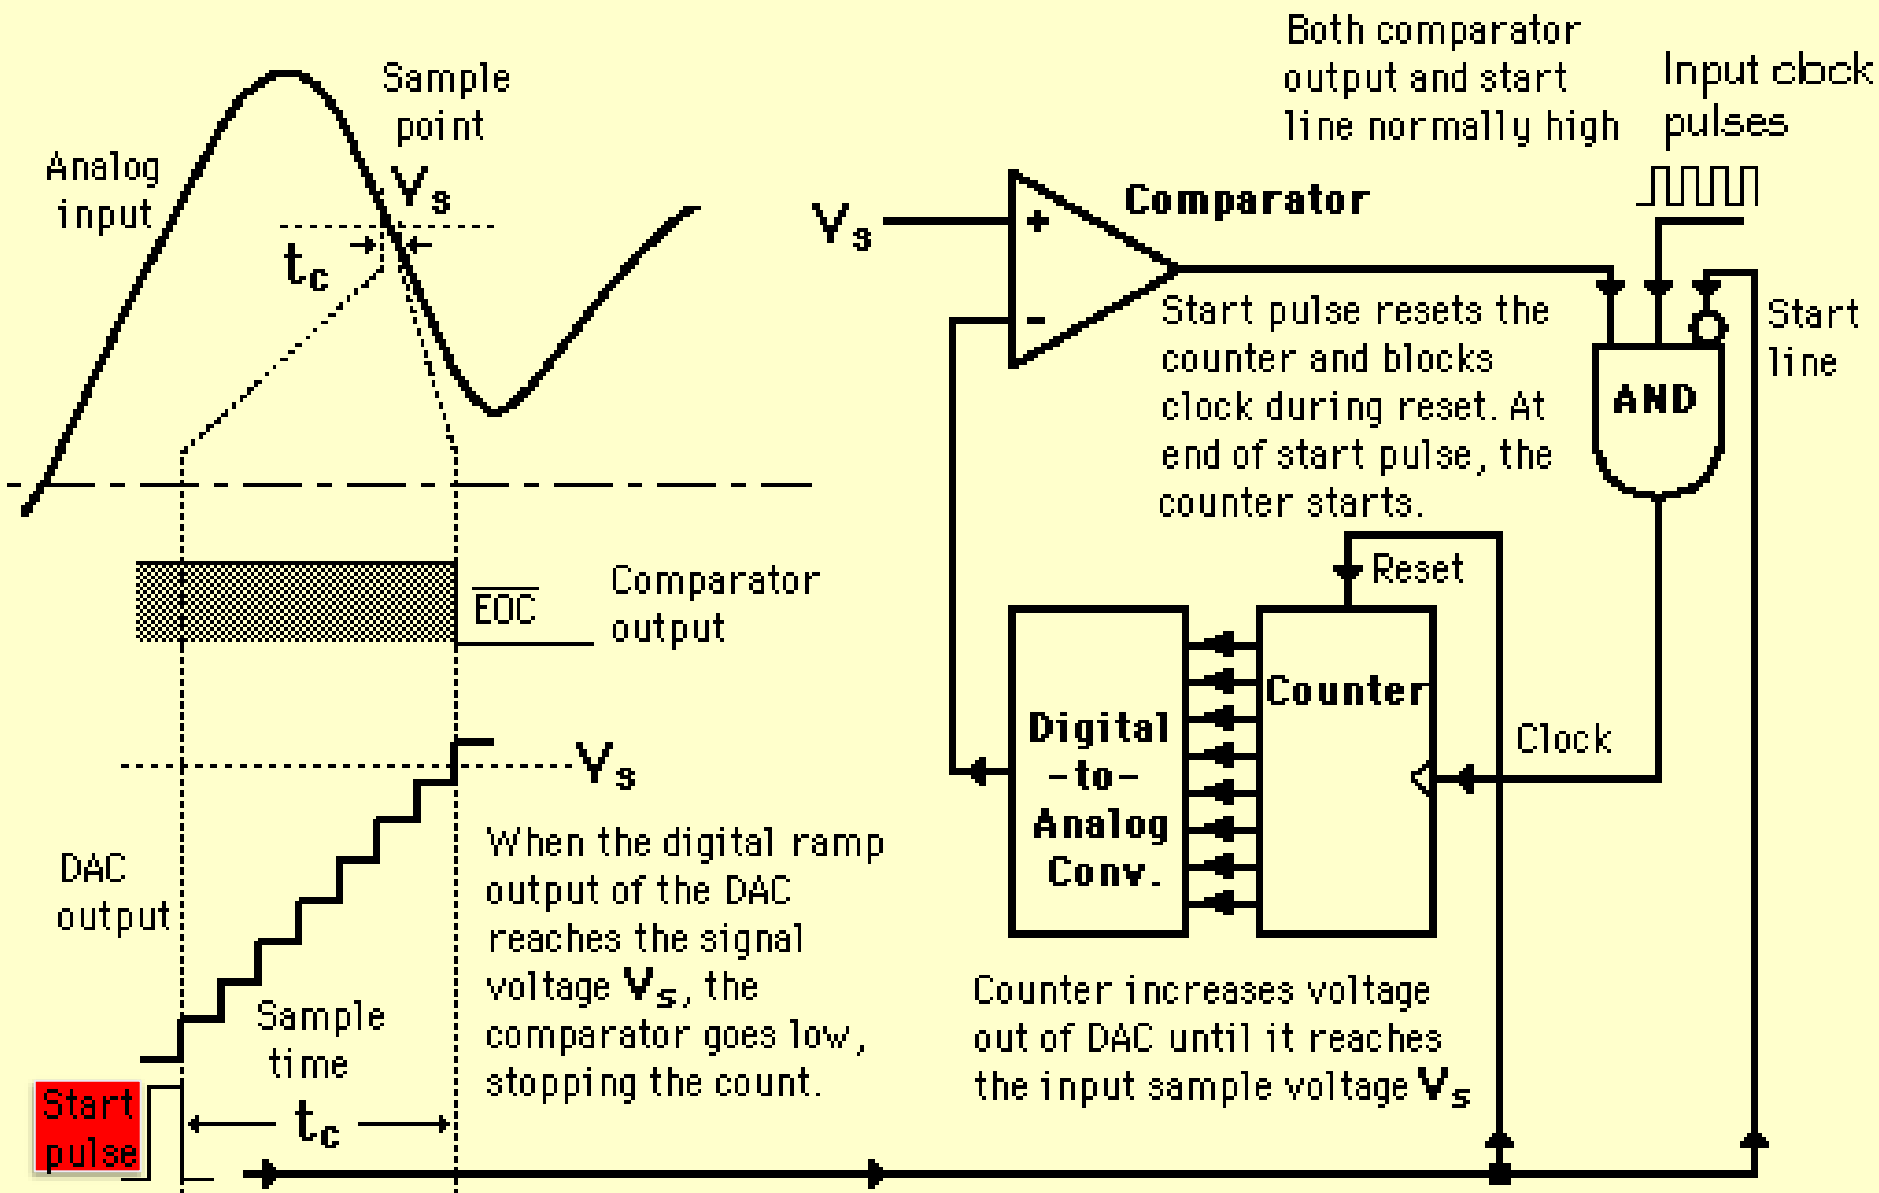 Analog
input
Sample
point
Vs
tc
EOC
Comparator
output
Vs
DAC
output
Sample
time
tc
Start
pulse
When the digital ramp
output of the DAC
reaches the signal
voltage Vs, the
comparator goes low,
stopping the count.
Both comparator
output and start
line normally high
Input clock
pulses
Vs
+
-
Comparator
Start pulse resets the
counter and blocks
clock during reset. At
end of start pulse, the
counter starts.
AND
Start
line
Reset
Counter
Clock
Digital
-to-
Analog
Conv.
Counter increases voltage
out of DAC until it reaches
the input sample voltage Vs